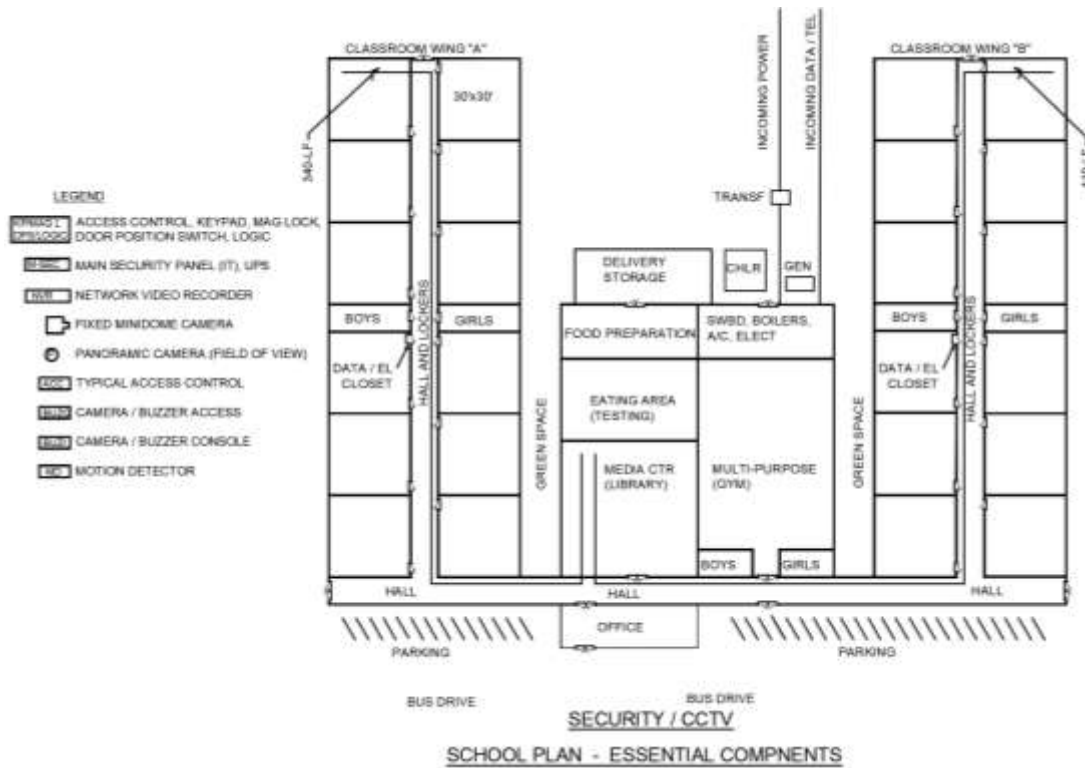 CLASSROOM WING "A"
CLASSROOM WING "B"
INCOMING POWER
INCOMING DATA / TEL
30'x30'
340-LF
LEGEND
ACCESS CONTROL, KEYPAD, MAG LOCK,
DOOR POSITION SWITCH, LOGIC
MAIN SECURITY PANEL (IT), UPS
NVR NETWORK VIDEO RECORDER
FIXED MINIDOME CAMERA
PANORAMIC CAMERA (FIELD OF VIEW)
ACC TYPICAL ACCESS CONTROL
CAMERA / BUZZER ACCESS
CAMERA / BUZZER CONSOLE
MD MOTION DETECTOR
TRANSF
DELIVERY
STORAGE
CHLR
GEN
BOYS
GIRLS
HALL AND LOCKERS
DATA / EL
CLOSET
FOOD PREPARATION
SWBD, BOILERS,
A/C, ELECT
EATING AREA
(TESTING)
GREEN SPACE
MEDIA CTR
(LIBRARY)
MULTI-PURPOSE
(GYM)
GREEN SPACE
BOYS
GIRLS
HALL AND LOCKERS
DATA / EL
CLOSET
BOYS
GIRLS
HALL
HALL
HALL
OFFICE
PARKING
PARKING
BUS DRIVE
BUS DRIVE
SECURITY / CCTV
SCHOOL PLAN - ESSENTIAL COMPNENTS